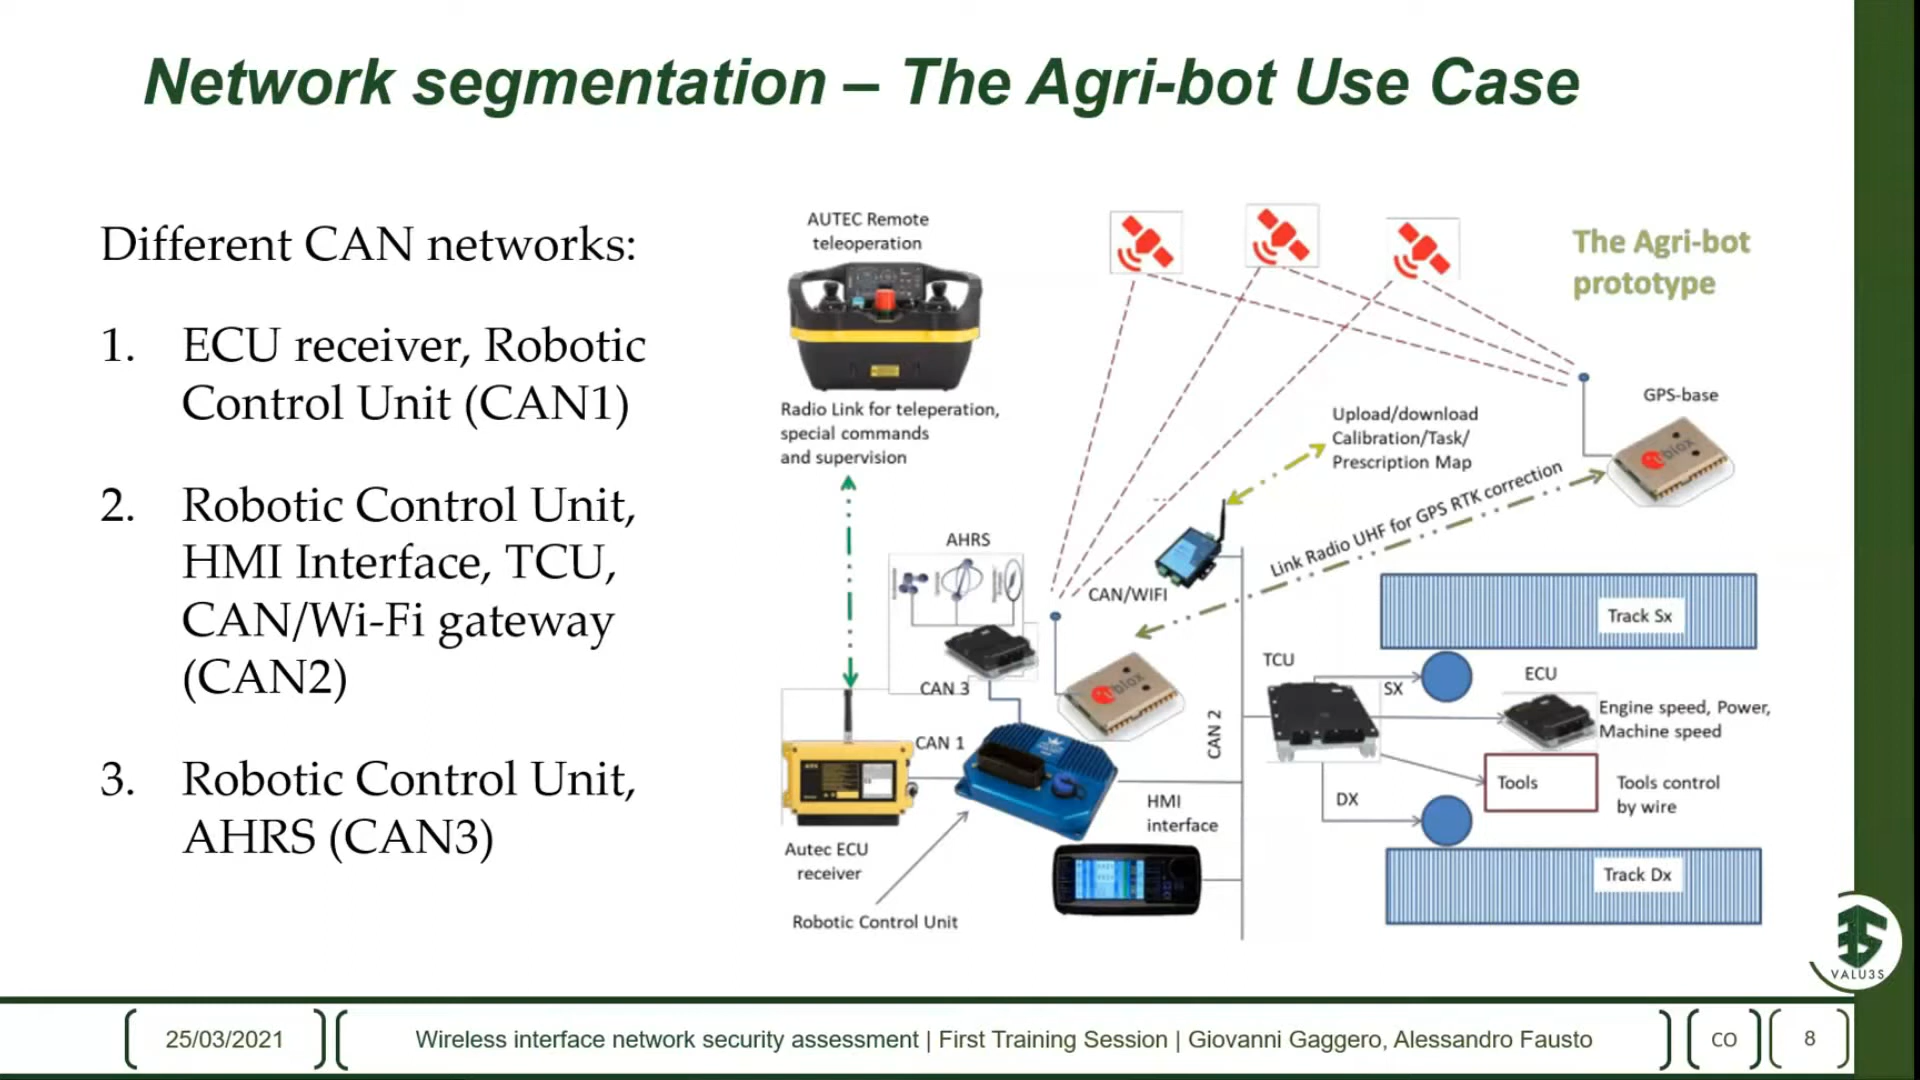 Network segmentation – The Agri-bot Use Case
Different CAN networks:
1. ECU receiver, Robotic
Control Unit (CAN1)
2. Robotic Control Unit,
HMI Interface, TCU,
CAN/Wi-Fi gateway
(CAN2)
3. Robotic Control Unit,
AHRS (CAN3)
AUTEC Remote
teleoperation
Radio Link for teleperation,
special commands
and supervision
The Agri-bot
prototype
GPS-base
Upload/download
Calibration/Task/
Prescription Map
Link Radio UHF for GPS RTK correction
ublox
AHRS
CAN/WIFI
CAN 3
ublox
CAN 1
CAN 2
HMI
interface
Autec ECU
receiver
Robotic Control Unit
TCU
SX
DX
Track Sx
ECU
Engine speed, Power,
Machine speed
Tools
Tools control
by wire
Track Dx
VALU3S
25/03/2021
Wireless interface network security assessment | First Training Session | Giovanni Gaggero, Alessandro Fausto
CO
8